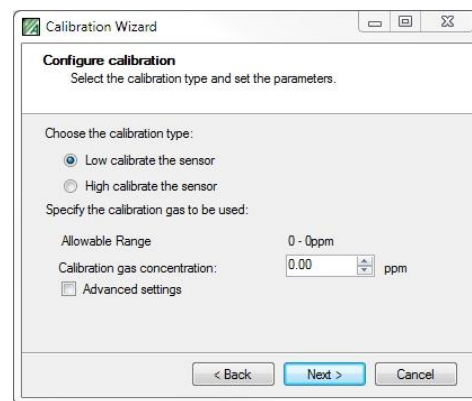 Calibration Wizard
Configure calibration
Select the calibration type and set the parameters.
Choose the calibration type:
Low calibrate the sensor
High calibrate the sensor
Specify the calibration gas to be used:
Allowable Range 0 - 0ppm
Calibration gas concentration: 0.00 ppm
Advanced settings
< Back Next > Cancel